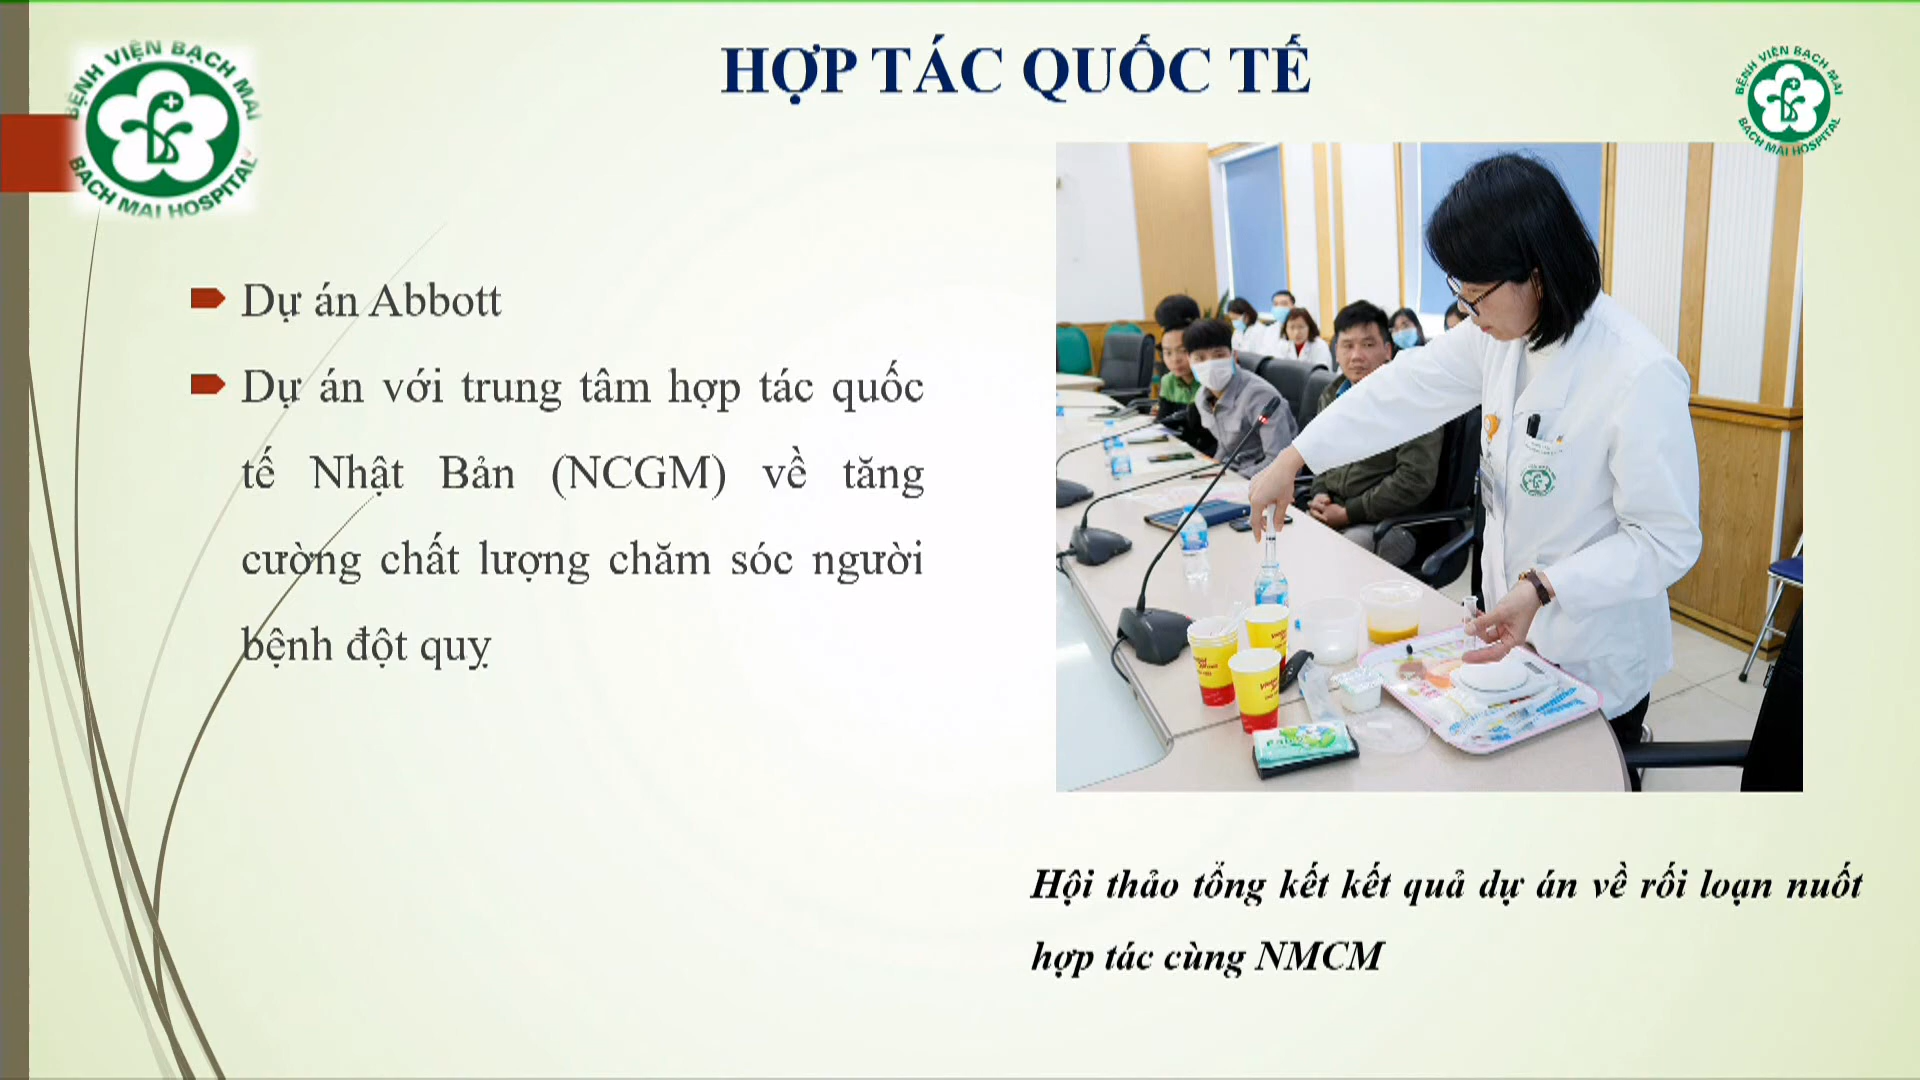 BỆNH VIỆN BẠCH MAI
BACH MAI HOSPITAL
HỢP TÁC QUỐC TẾ
BỆNH VIỆN BẠCH MAI
BACH MAI HOSPITAL
Dự án Abbott
Dự án với trung tâm hợp tác quốc
tế Nhật Bản (NCGM) về tăng
cường chất lượng chăm sóc người
bệnh đột quỵ
Hội thảo tổng kết kết quả dự án về rối loạn nuốt
hợp tác cùng NMCM